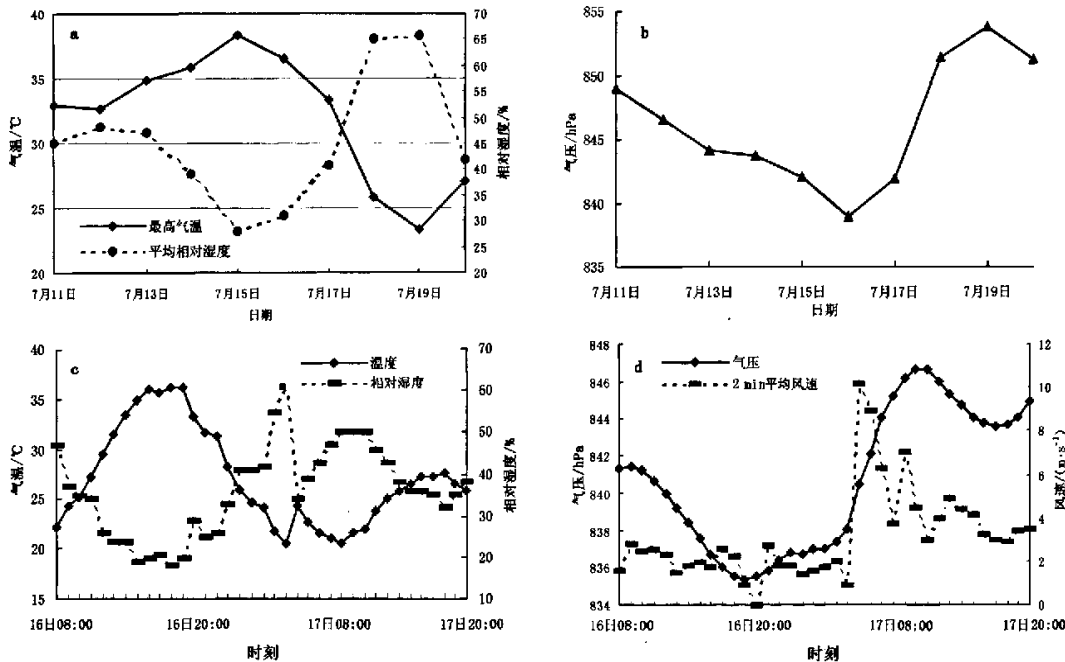 a
气温/℃
40
35
30
25
20
相对湿度/%
70
65
60
55
50
45
40
35
30
25
20
最高气温
平均相对湿度
7月11日
7月13日
7月15日
7月17日
7月19日
日期
b
气压/hPa
855
850
845
840
835
7月11日
7月13日
7月15日
7月17日
7月19日
日期
c
气温/℃
40
35
30
25
20
15
相对湿度/%
70
60
50
40
30
20
10
温度
相对湿度
16日08:00
16日20:00
17日08:00
17日20:00
时刻
d
气压/hPa
848
846
844
842
840
838
836
834
风速/(m·s⁻¹)
12
10
8
6
4
2
0
气压
2 min平均风速
16日08:00
16日20:00
17日08:00
17日20:00
时刻